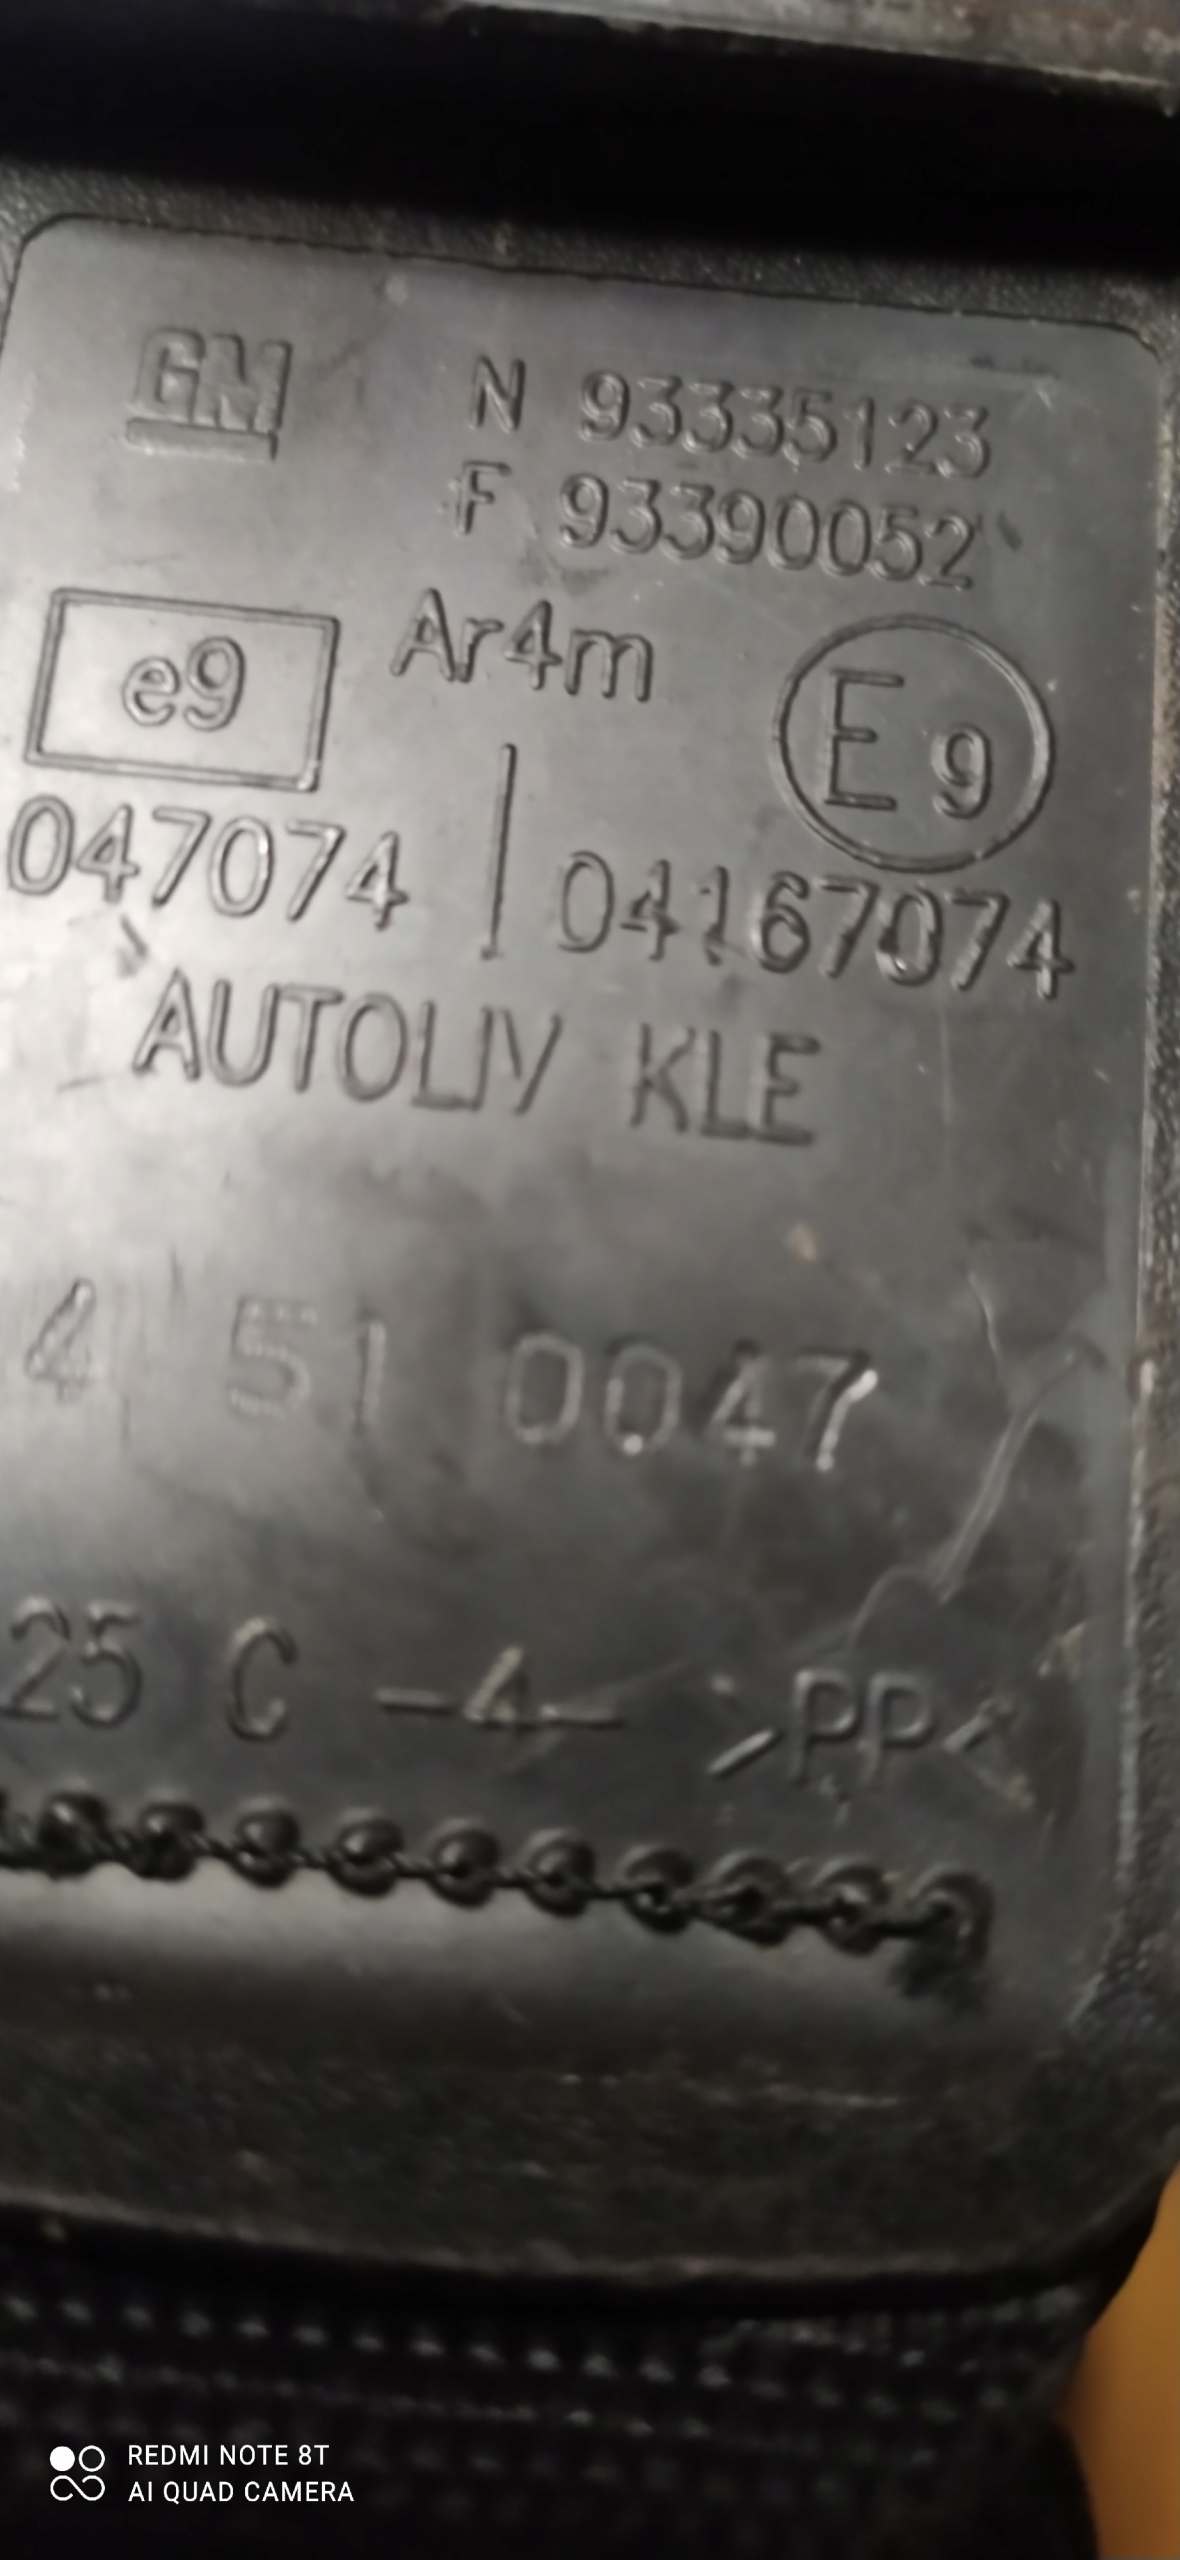 GM N 93335123
F 93390052
e9 Ar4m E9
047074 04167074
AUTOLIV KLE
4 51 0047
25 C -4- >PP<
REDMI NOTE 8T
AI QUAD CAMERA